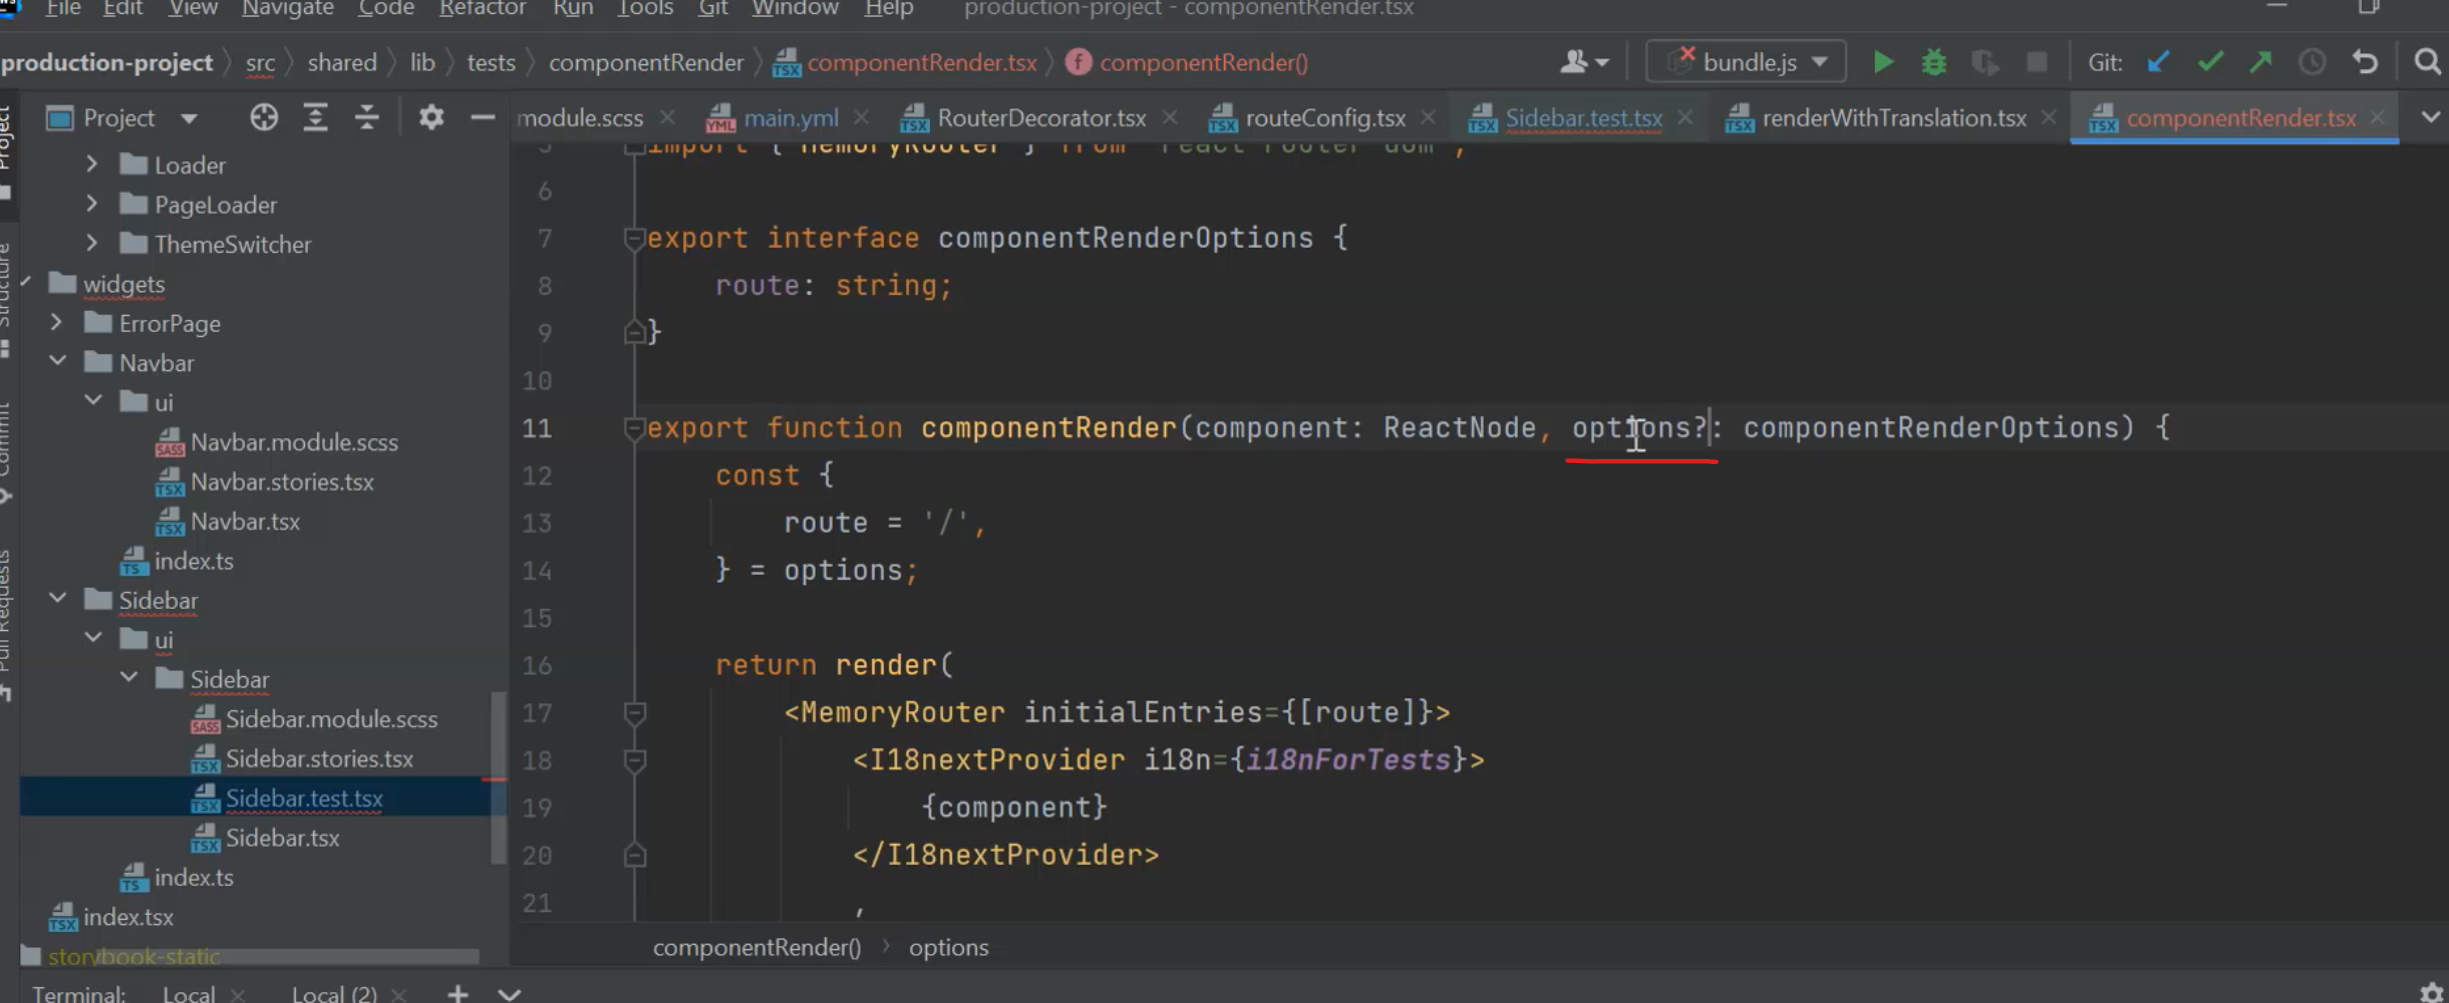 File Edit View Navigate Code Refactor Run Tools Git Window Help production-project - componentRender.tsx
production-project src shared lib tests componentRender componentRender.tsx componentRender() bundle.js Git:
Project module.scss main.yml RouterDecorator.tsx routeConfig.tsx Sidebar.test.tsx renderWithTranslation.tsx componentRender.tsx
Project
Structure
Commit
Pull Requests
Loader
PageLoader
ThemeSwitcher
widgets
ErrorPage
Navbar
ui
Navbar.module.scss
Navbar.stories.tsx
Navbar.tsx
index.ts
Sidebar
ui
Sidebar
Sidebar.module.scss
Sidebar.stories.tsx
Sidebar.test.tsx
Sidebar.tsx
index.ts
index.tsx
storybook-static
5 import { MemoryRouter } from 'react-router-dom';
6
7 export interface componentRenderOptions {
8 route: string;
9 }
10
11 export function componentRender(component: ReactNode, options?: componentRenderOptions) {
12 const {
13 route = '/',
14 } = options;
15
16 return render(
17 <MemoryRouter initialEntries={[route]}>
18 <I18nextProvider i18n={i18nForTests}>
19 {component}
20 </I18nextProvider>
21 ,
componentRender() options
Terminal: Local Local (2)